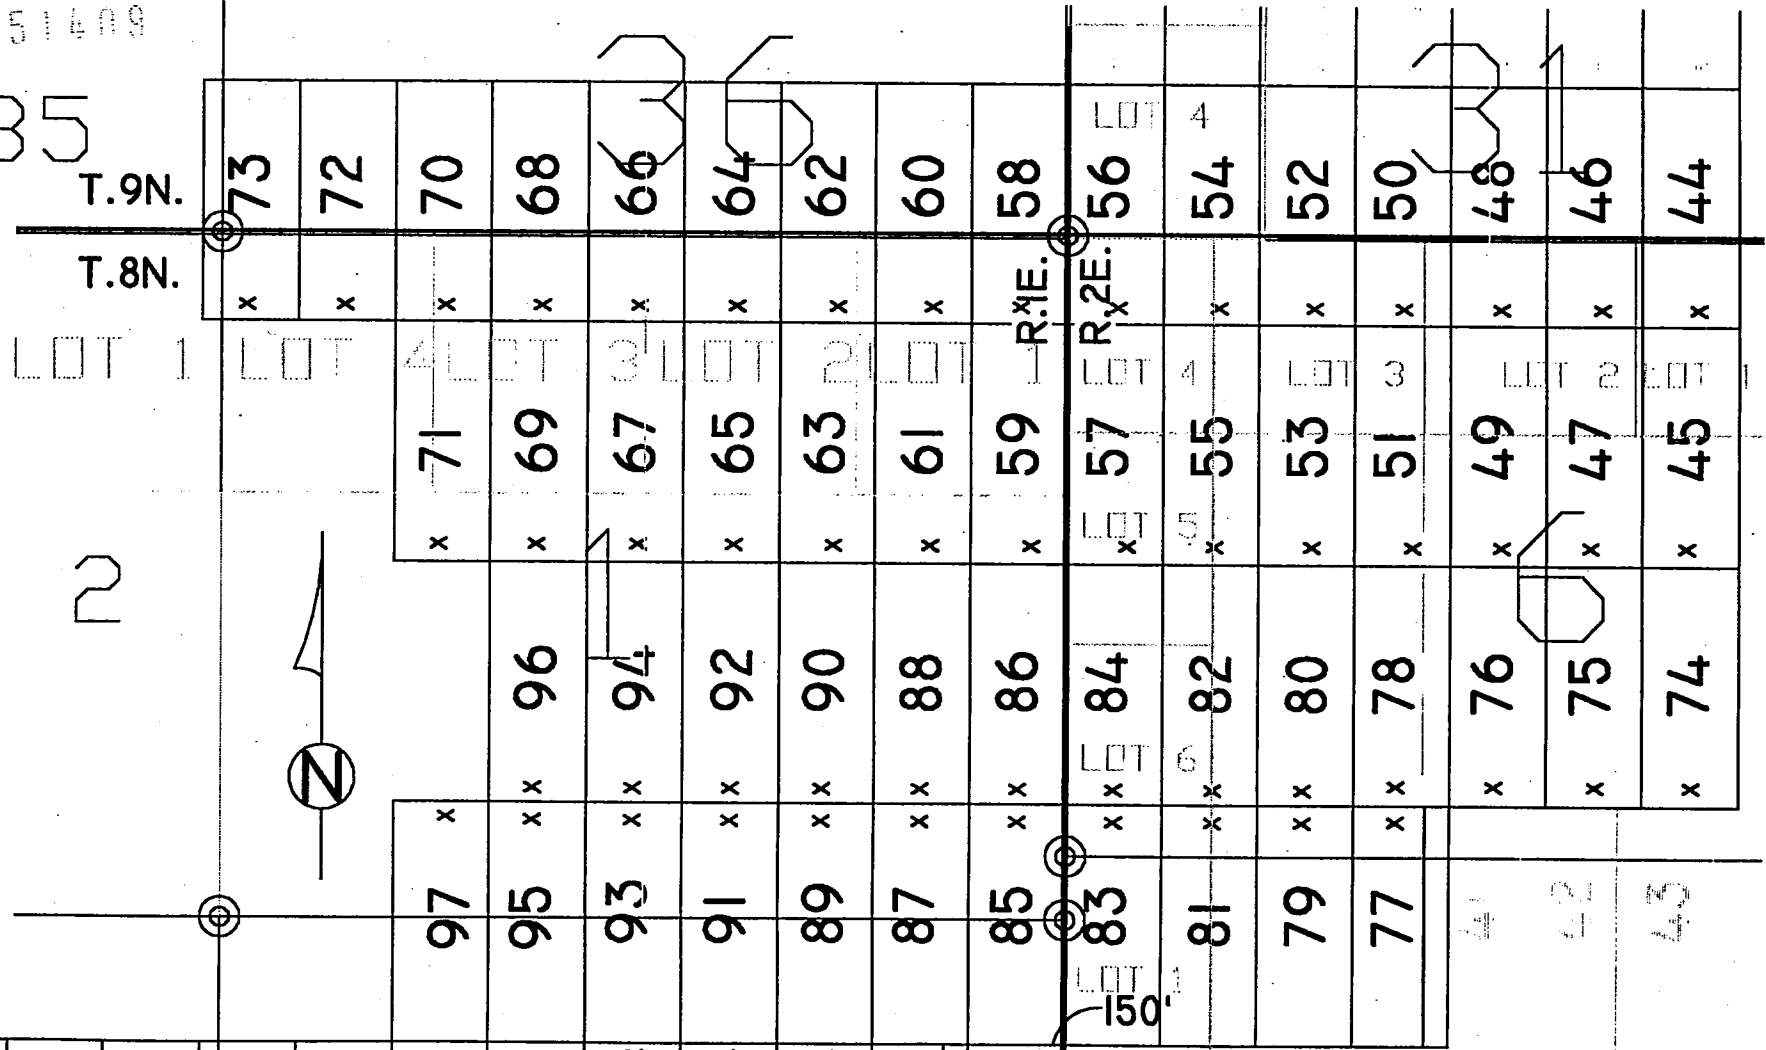 51409
35 36 31
LOT 4
T.9N. 73 72 70 68 66 64 62 60 58 56 54 52 50 48 46 44
T.8N. R.1E. R.2E.
x x x x x x x x x x x x x x x x
LOT 1 LOT 4 LOT 3 LOT 2 LOT 1 LOT 4 LOT 3 LOT 2 LOT 1
71 69 67 65 63 61 59 57 55 53 51 49 47 45
LOT 5
x x x x x x x x x x x x x x
2 1 6
96 94 92 90 88 86 84 82 80 78 76 75 74
LOT 6
N x x x x x x x x x x x x x
x x x x x x x x x x x
97 95 93 91 89 87 85 83 81 79 77 41 42 43
LOT 1
150'